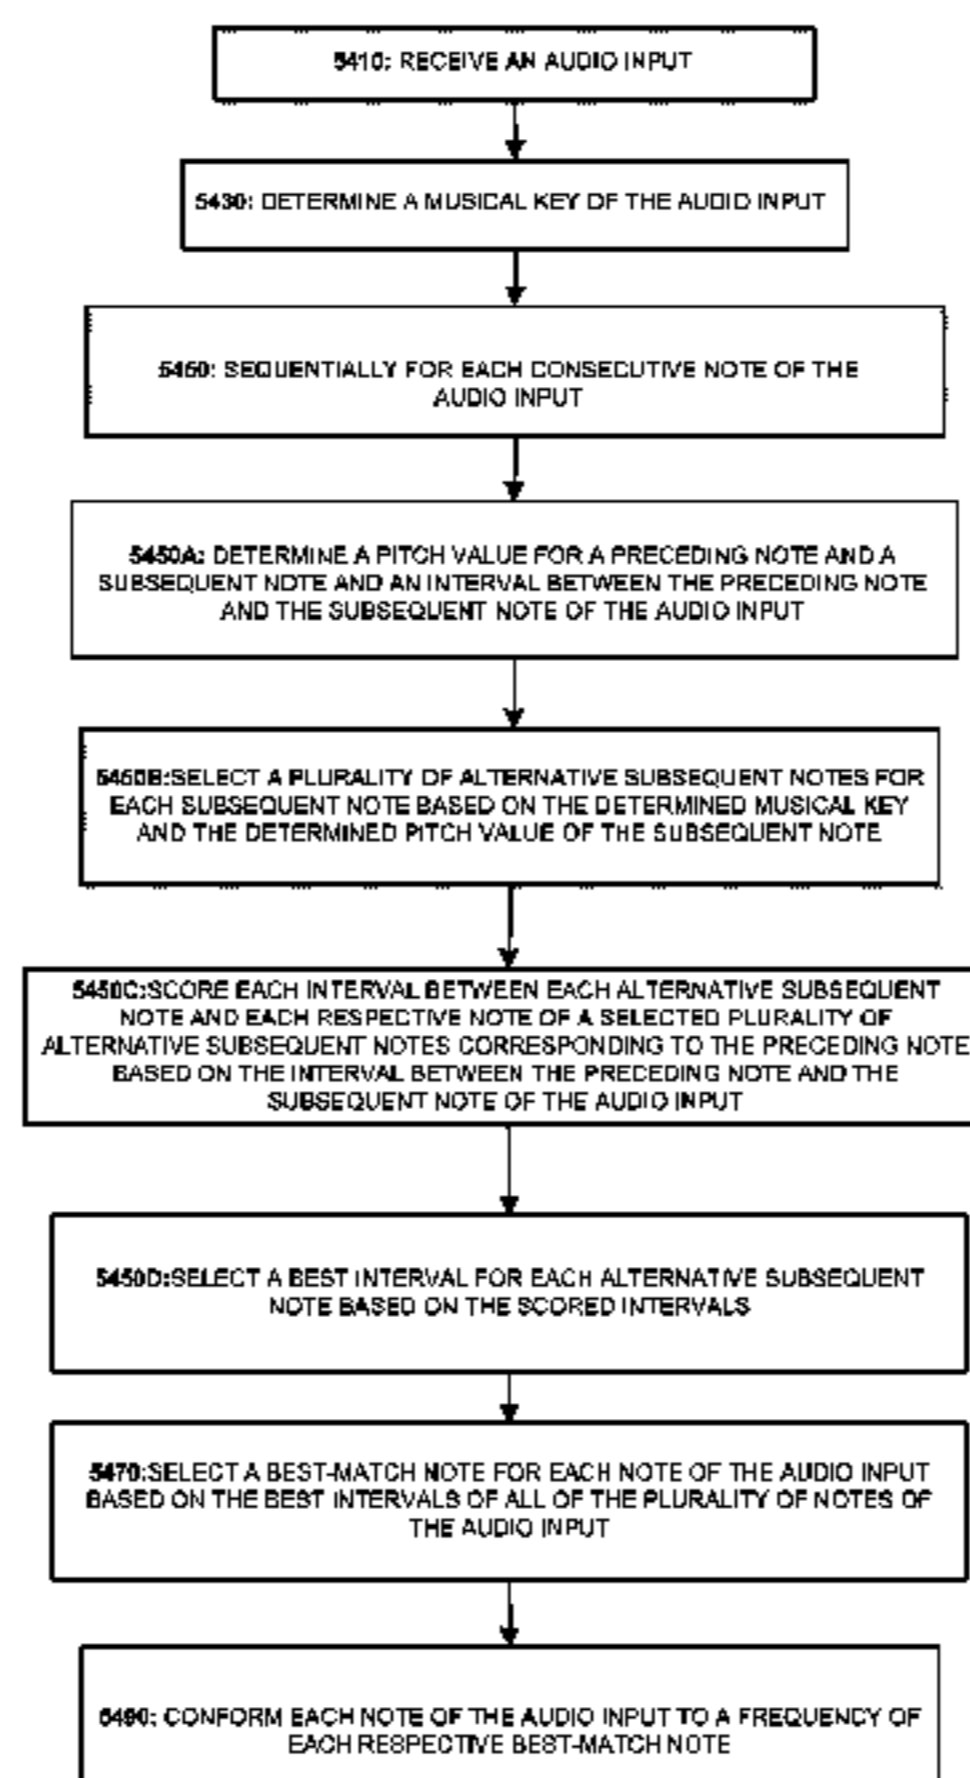 5410: RECEIVE AN AUDIO INPUT
5430: DETERMINE A MUSICAL KEY OF THE AUDIO INPUT
5450: SEQUENTIALLY FOR EACH CONSECUTIVE NOTE OF THE
AUDIO INPUT
5450A: DETERMINE A PITCH VALUE FOR A PRECEDING NOTE AND A
SUBSEQUENT NOTE AND AN INTERVAL BETWEEN THE PRECEDING NOTE
AND THE SUBSEQUENT NOTE OF THE AUDIO INPUT
5450B:SELECT A PLURALITY OF ALTERNATIVE SUBSEQUENT NOTES FOR
EACH SUBSEQUENT NOTE BASED ON THE DETERMINED MUSICAL KEY
AND THE DETERMINED PITCH VALUE OF THE SUBSEQUENT NOTE
5450C:SCORE EACH INTERVAL BETWEEN EACH ALTERNATIVE SUBSEQUENT
NOTE AND EACH RESPECTIVE NOTE OF A SELECTED PLURALITY OF
ALTERNATIVE SUBSEQUENT NOTES CORRESPONDING TO THE PRECEDING NOTE
BASED ON THE INTERVAL BETWEEN THE PRECEDING NOTE AND THE
SUBSEQUENT NOTE OF THE AUDIO INPUT
5450D:SELECT A BEST INTERVAL FOR EACH ALTERNATIVE SUBSEQUENT
NOTE BASED ON THE SCORED INTERVALS
5470:SELECT A BEST-MATCH NOTE FOR EACH NOTE OF THE AUDIO INPUT
BASED ON THE BEST INTERVALS OF ALL OF THE PLURALITY OF NOTES OF
THE AUDIO INPUT
5490: CONFORM EACH NOTE OF THE AUDIO INPUT TO A FREQUENCY OF
EACH RESPECTIVE BEST-MATCH NOTE